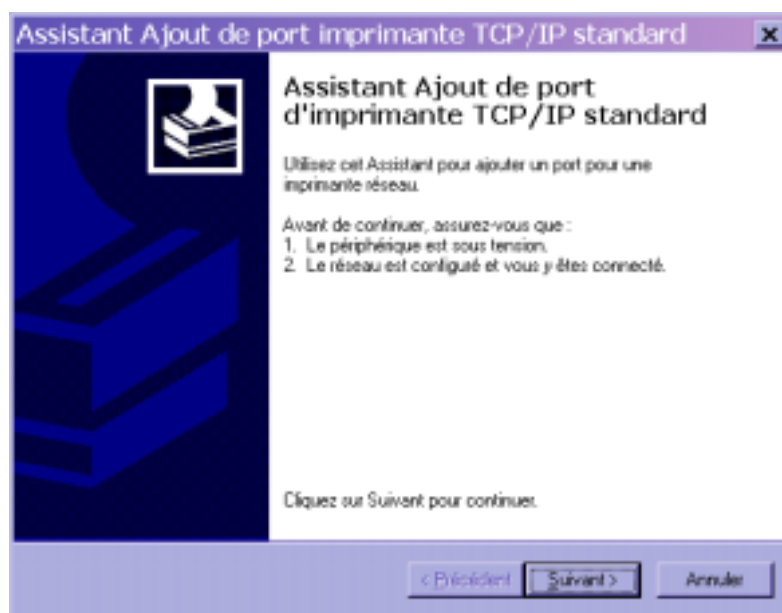 Assistant Ajout de port imprimante TCP/IP standard
Assistant Ajout de port
d'imprimante TCP/IP standard
Utilisez cet Assistant pour ajouter un port pour une
imprimante réseau.
Avant de continuer, assurez-vous que :
1. Le périphérique est sous tension.
2. Le réseau est configuré et vous y êtes connecté.
Cliquez sur Suivant pour continuer.
< Précédent Suivant > Annuler